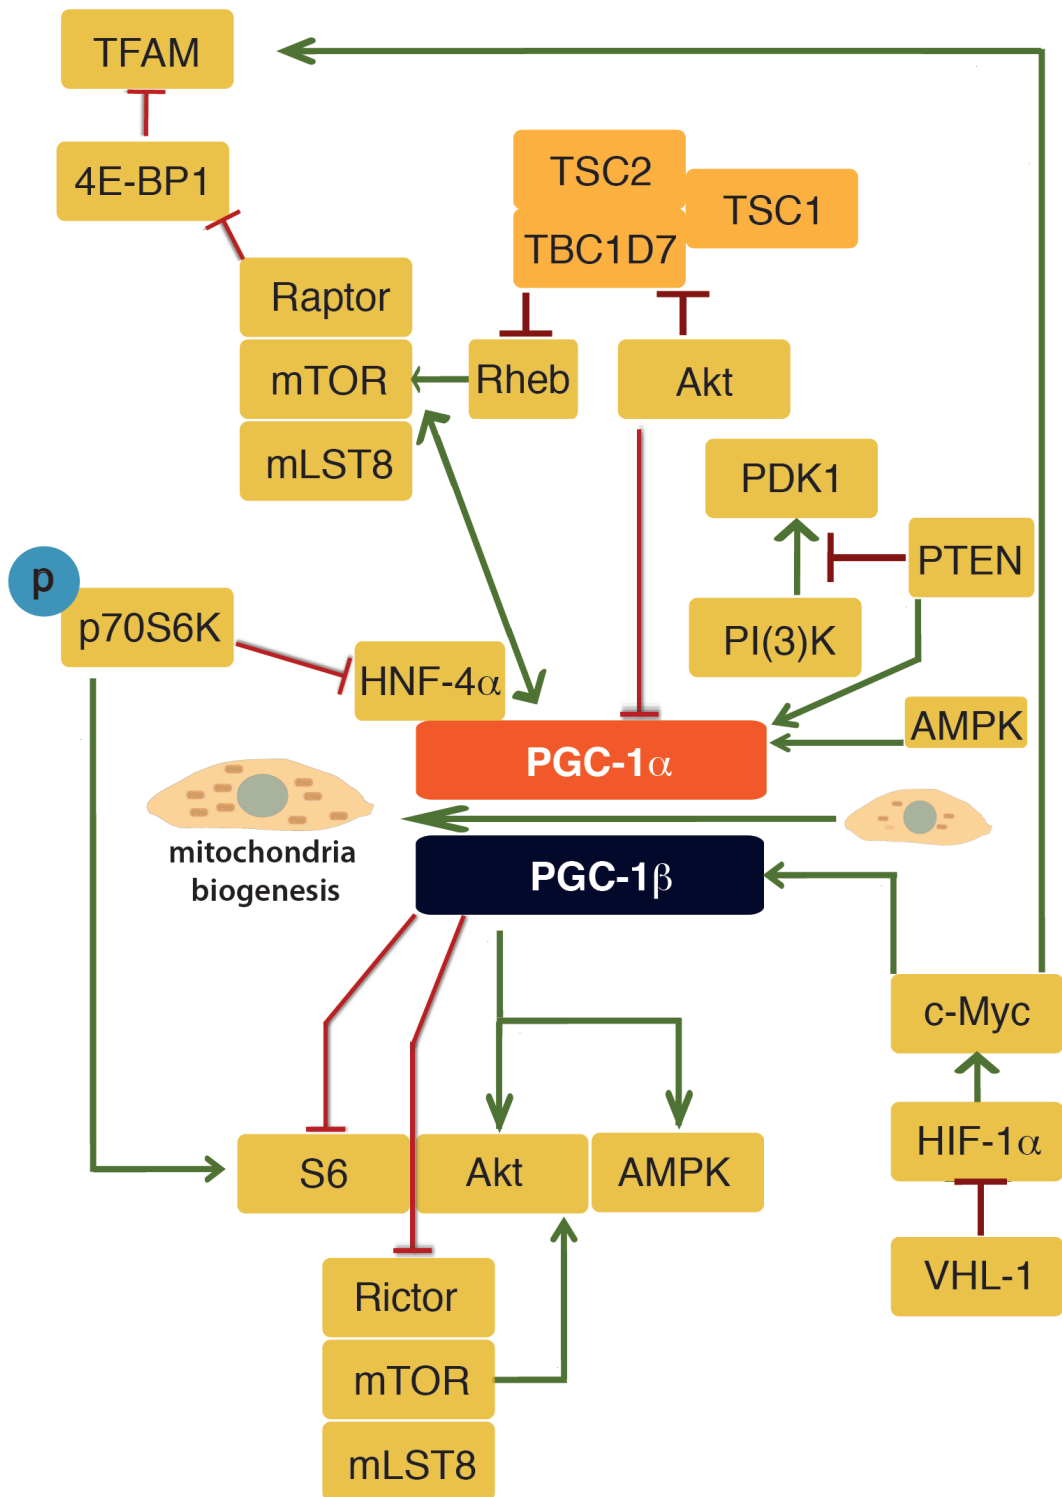 TFAM
4E-BP1
TSC2
TSC1
TBC1D7
Raptor
mTOR
Rheb
Akt
mLST8
PDK1
PTEN
p
p70S6K
PI(3)K
HNF-4α
AMPK
PGC-1α
mitochondria
biogenesis
PGC-1β
c-Myc
HIF-1α
S6
Akt
AMPK
VHL-1
Rictor
mTOR
mLST8